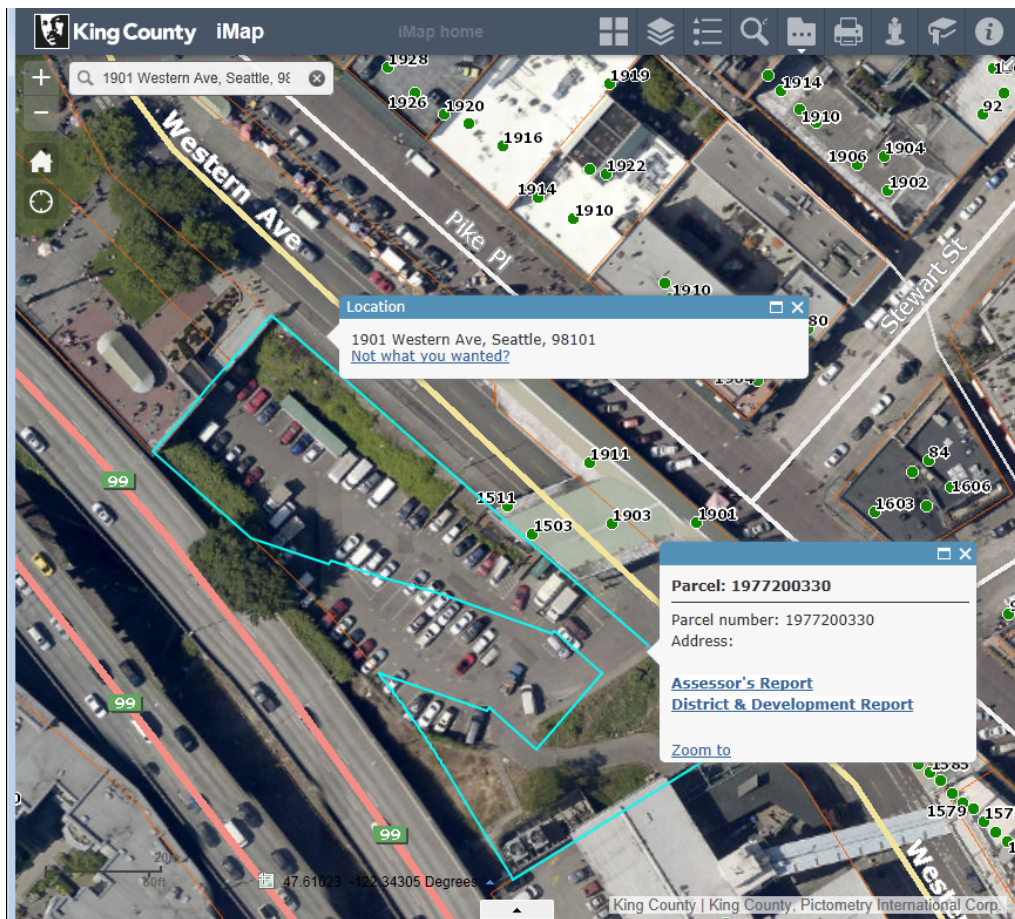 King County iMap
iMap home
+
1901 Western Ave, Seattle, 98
−
1928
1926
1920
1919
1916
1914
1910
1922
1914
1910
1906
1904
1902
92
Western Ave
Pike Pl
Stewart St
1910
1910
80
1904
Location
1901 Western Ave, Seattle, 98101
Not what you wanted?
99
1911
1511
1503
1903
1901
84
1606
1603
Parcel: 1977200330
Parcel number: 1977200330
Address:
Assessor's Report
District & Development Report
Zoom to
99
99
1585
1579
157
20m
60ft
47.61023 -122.34305 Degrees
West
King County | King County, Pictometry International Corp.